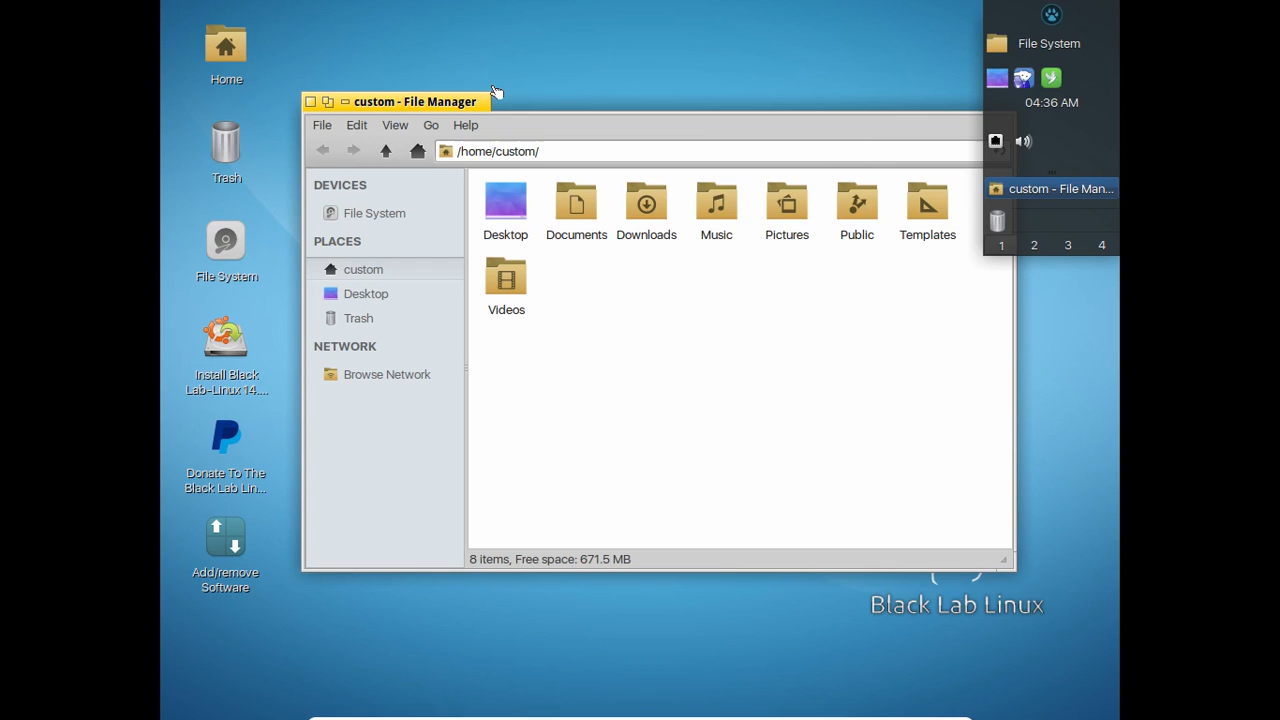 Home
Trash
File System
Install Black
Lab-Linux 14....
Donate To The
Black Lab Lin...
Add/remove
Software
custom - File Manager
File Edit View Go Help
/home/custom/
DEVICES
File System
PLACES
custom
Desktop
Trash
NETWORK
Browse Network
Desktop Documents Downloads Music Pictures Public Templates
Videos
8 items, Free space: 671.5 MB
File System
04:36 AM
custom - File Man...
1 2 3 4
Black Lab Linux